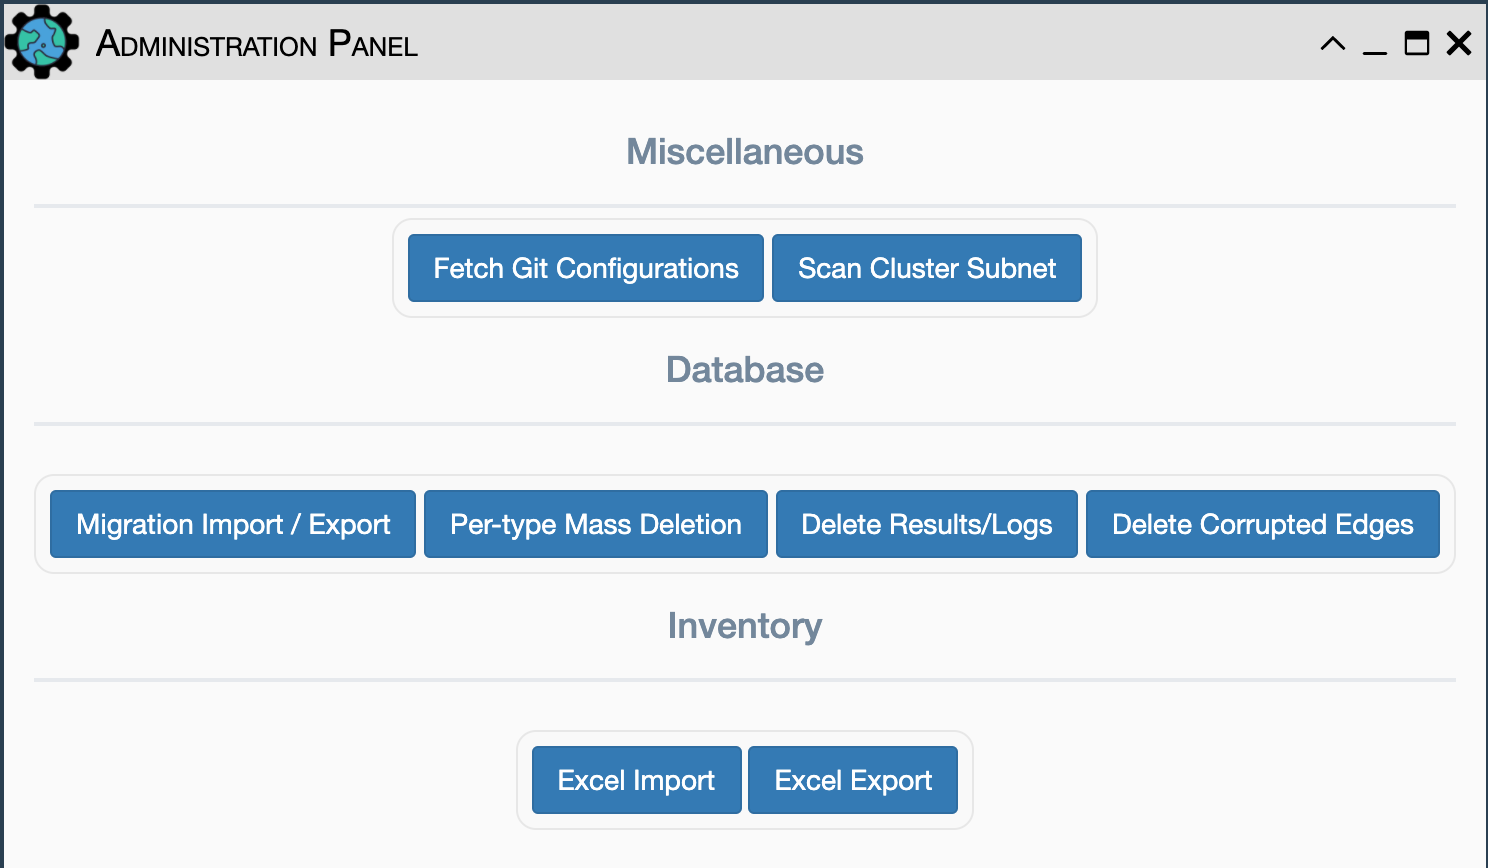 Administration Panel
Miscellaneous
Fetch Git Configurations Scan Cluster Subnet
Database
Migration Import / Export Per-type Mass Deletion Delete Results/Logs Delete Corrupted Edges
Inventory
Excel Import Excel Export